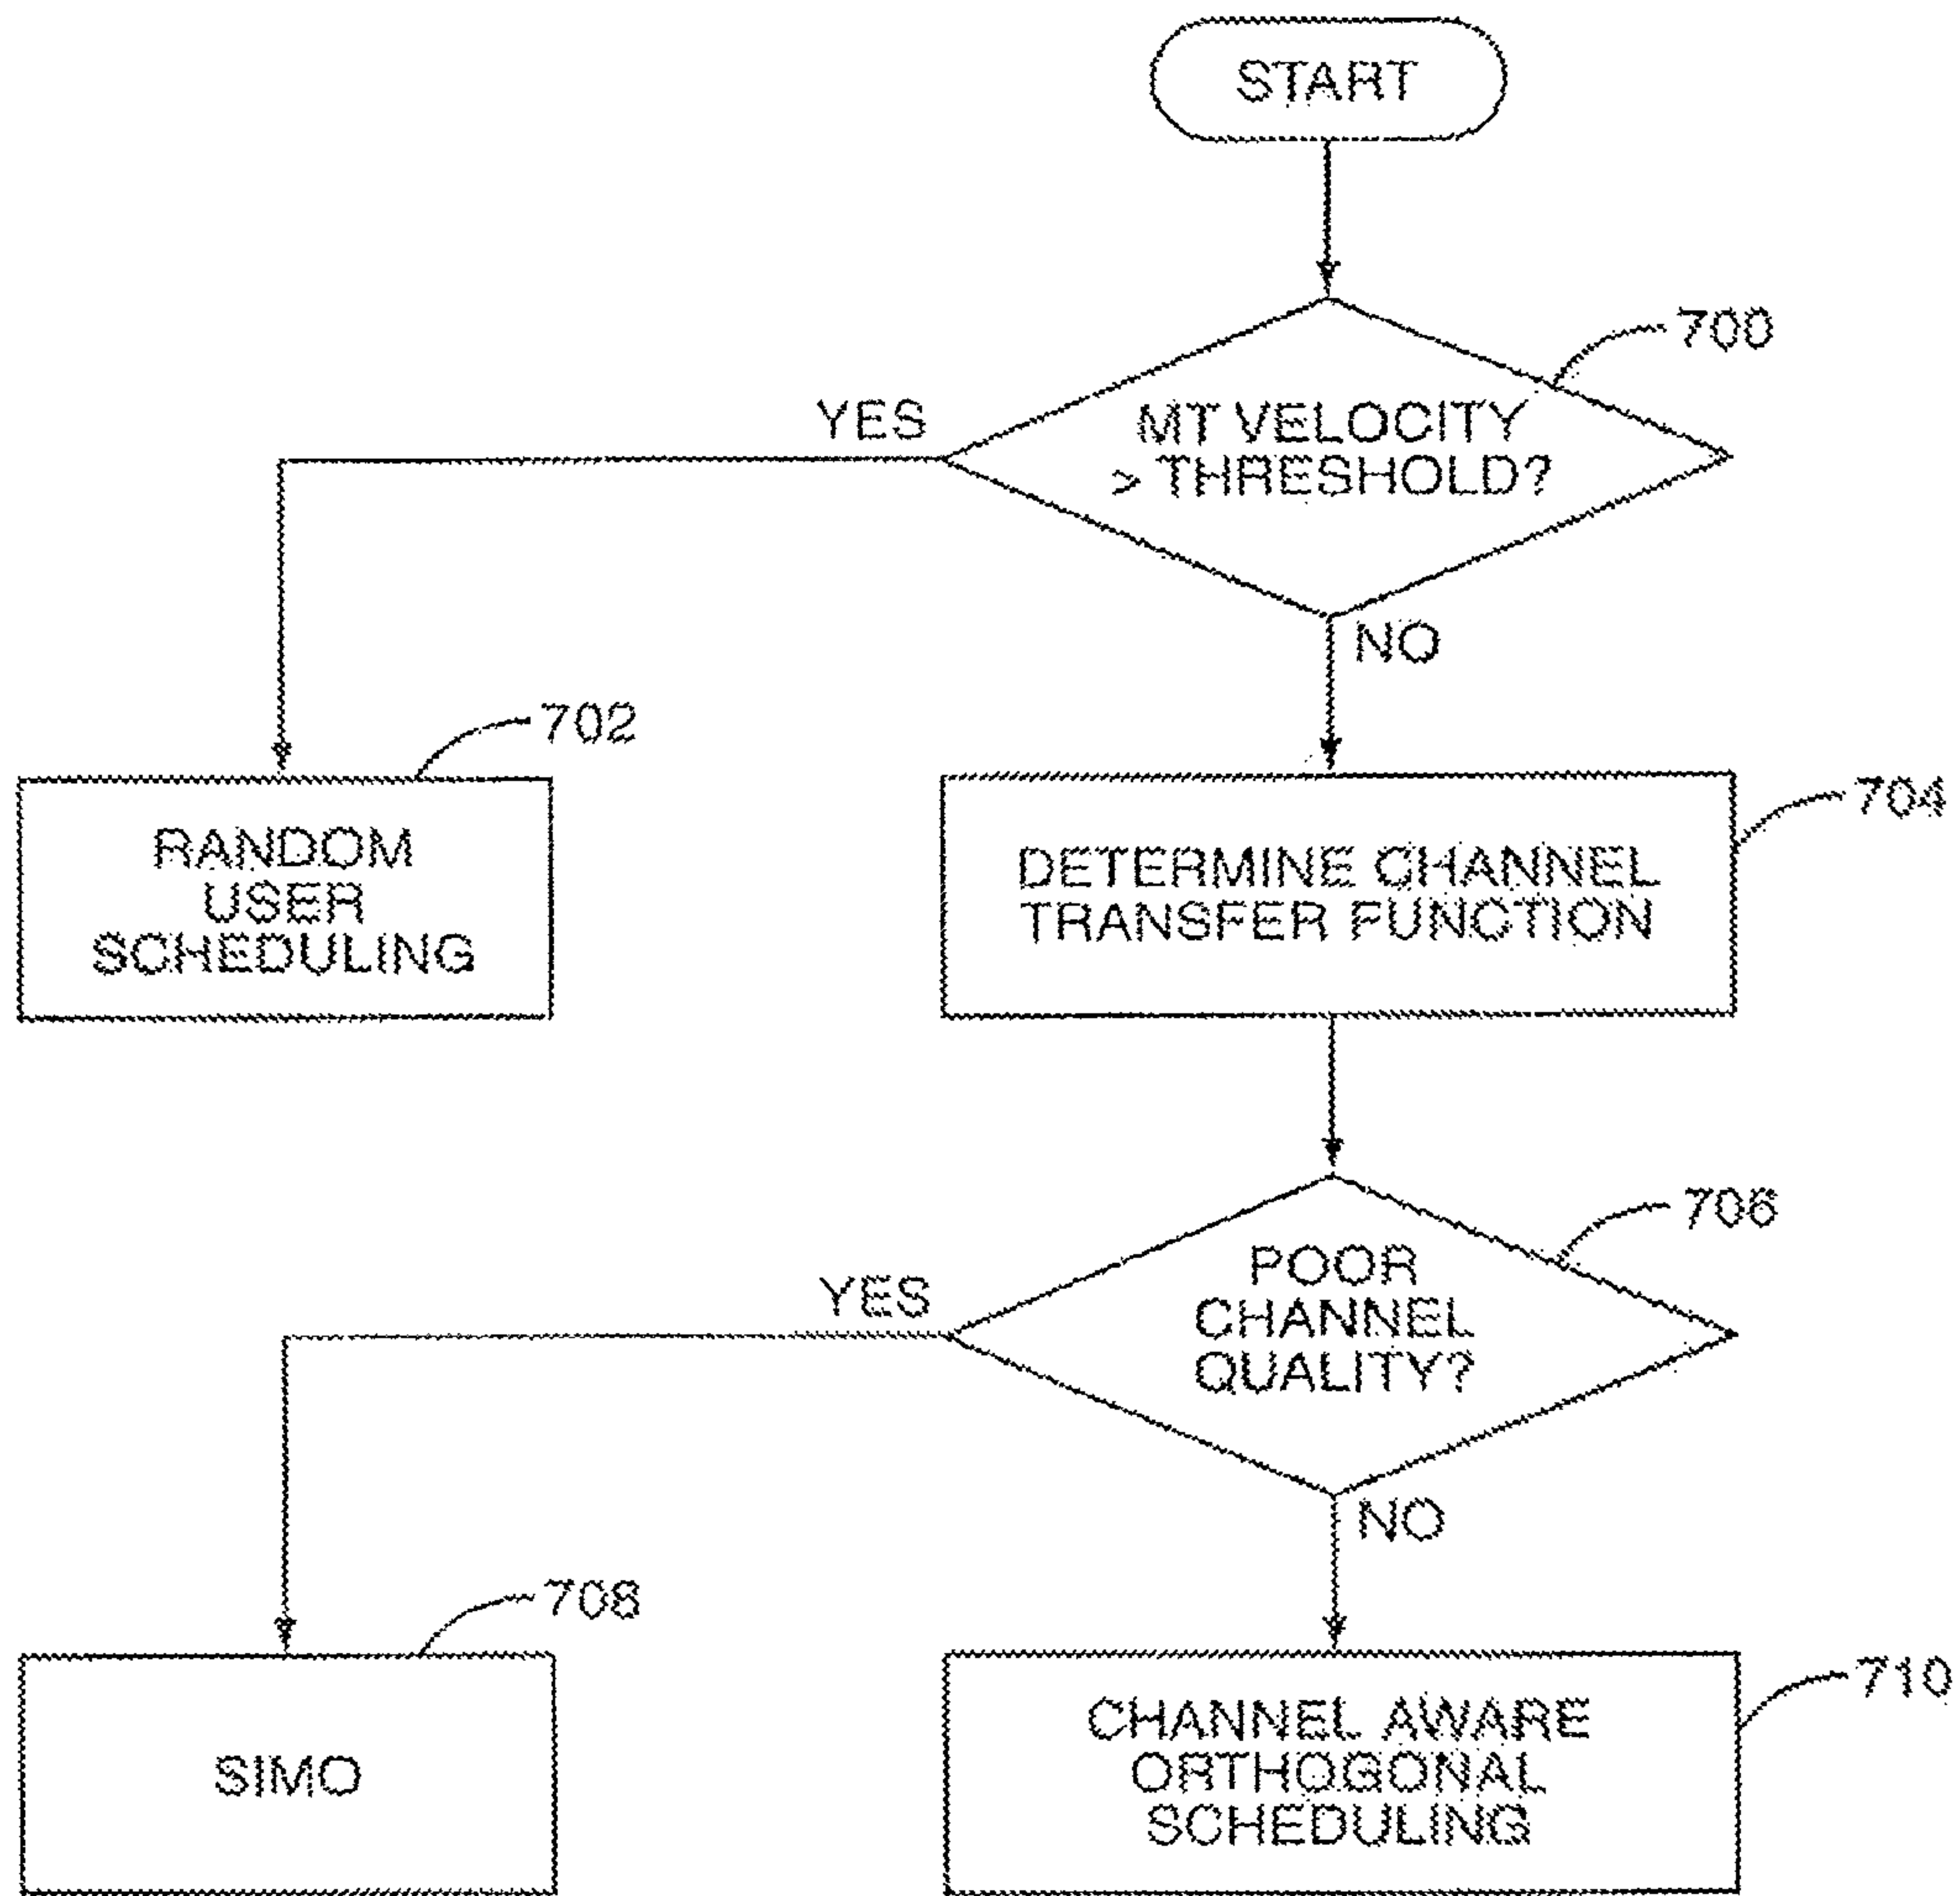 START
700
MT VELOCITY
> THRESHOLD?
YES
NO
702
RANDOM
USER
SCHEDULING
704
DETERMINE CHANNEL
TRANSFER FUNCTION
706
POOR
CHANNEL
QUALITY?
YES
NO
708
SIMO
710
CHANNEL AWARE
ORTHOGONAL
SCHEDULING